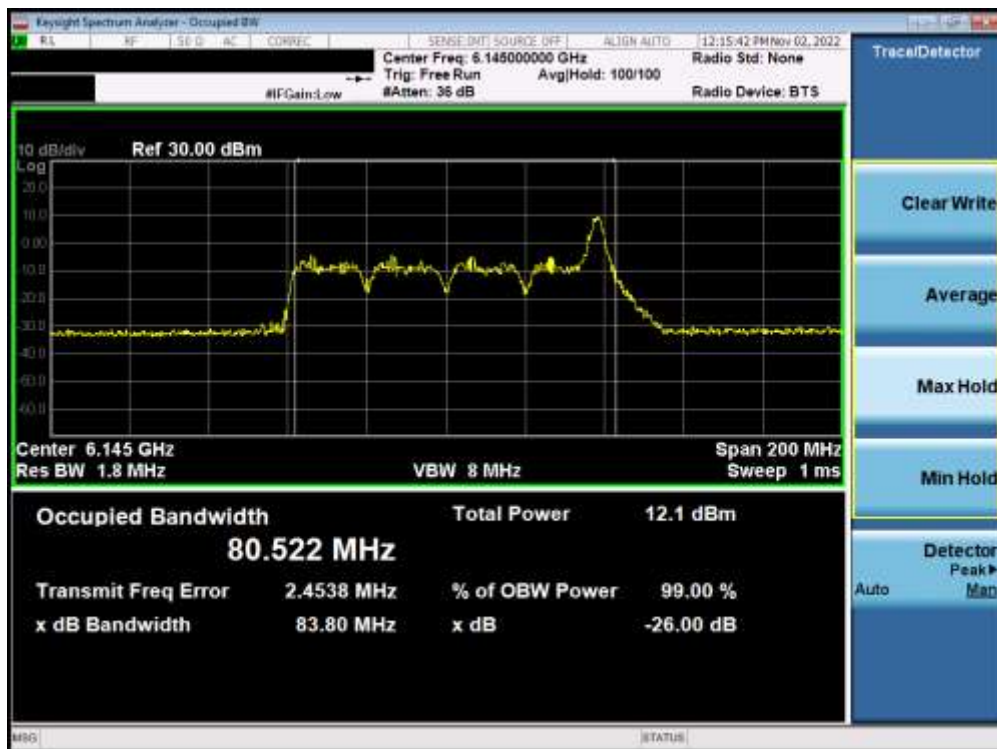 Keysight Spectrum Analyzer - Occupied BW
RL RF 50 Ω AC CORREC SENSE:INT SOURCE OFF ALIGN AUTO 12:15:42 PM Nov 02, 2022
Center Freq: 6.145000000 GHz Radio Std: None
Trig: Free Run Avg|Hold: 100/100
#IFGain:Low #Atten: 36 dB Radio Device: BTS
Trace/Detector
10 dB/div Ref 30.00 dBm
Log
20.0
10.0
0.00
-10.0
-20.0
-30.0
-40.0
-50.0
-60.0
Center 6.145 GHz Span 200 MHz
Res BW 1.8 MHz VBW 8 MHz Sweep 1 ms
Occupied Bandwidth Total Power 12.1 dBm
80.522 MHz
Transmit Freq Error 2.4538 MHz % of OBW Power 99.00 %
x dB Bandwidth 83.80 MHz x dB -26.00 dB
Clear Write
Average
Max Hold
Min Hold
Detector
Peak▶
Auto Man
MSG STATUS